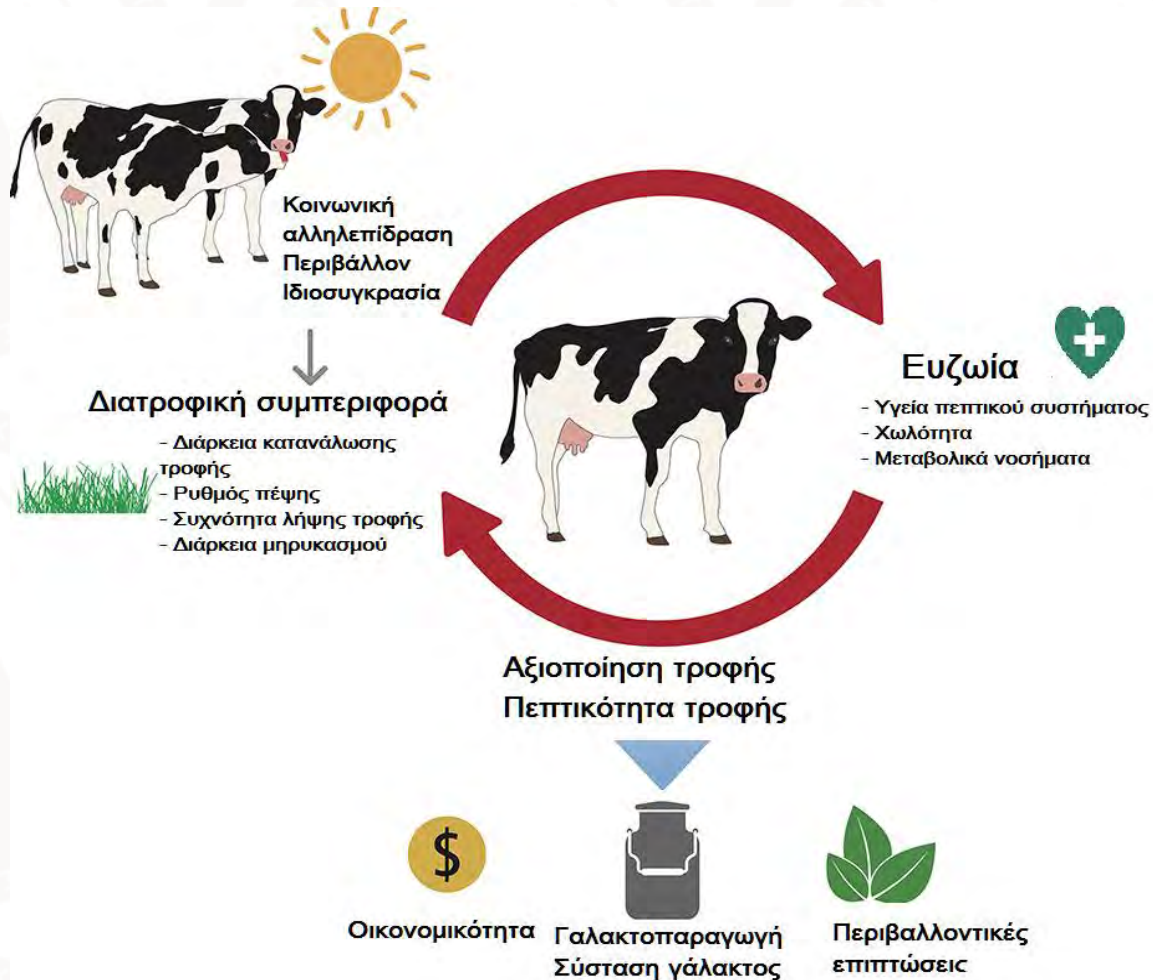 Κοινωνική
αλληλεπίδραση
Περιβάλλον
Ιδιοσυγκρασία
Διατροφική συμπεριφορά
- Διάρκεια κατανάλωσης
τροφής
- Ρυθμός πέψης
- Συχνότητα λήψης τροφής
- Διάρκεια μηρυκασμού
Ευζωία
- Υγεία πεπτικού συστήματος
- Χωλότητα
- Μεταβολικά νοσήματα
Αξιοποίηση τροφής
Πεπτικότητα τροφής
$
Οικονομικότητα
Γαλακτοπαραγωγή
Σύσταση γάλακτος
Περιβαλλοντικές
επιπτώσεις